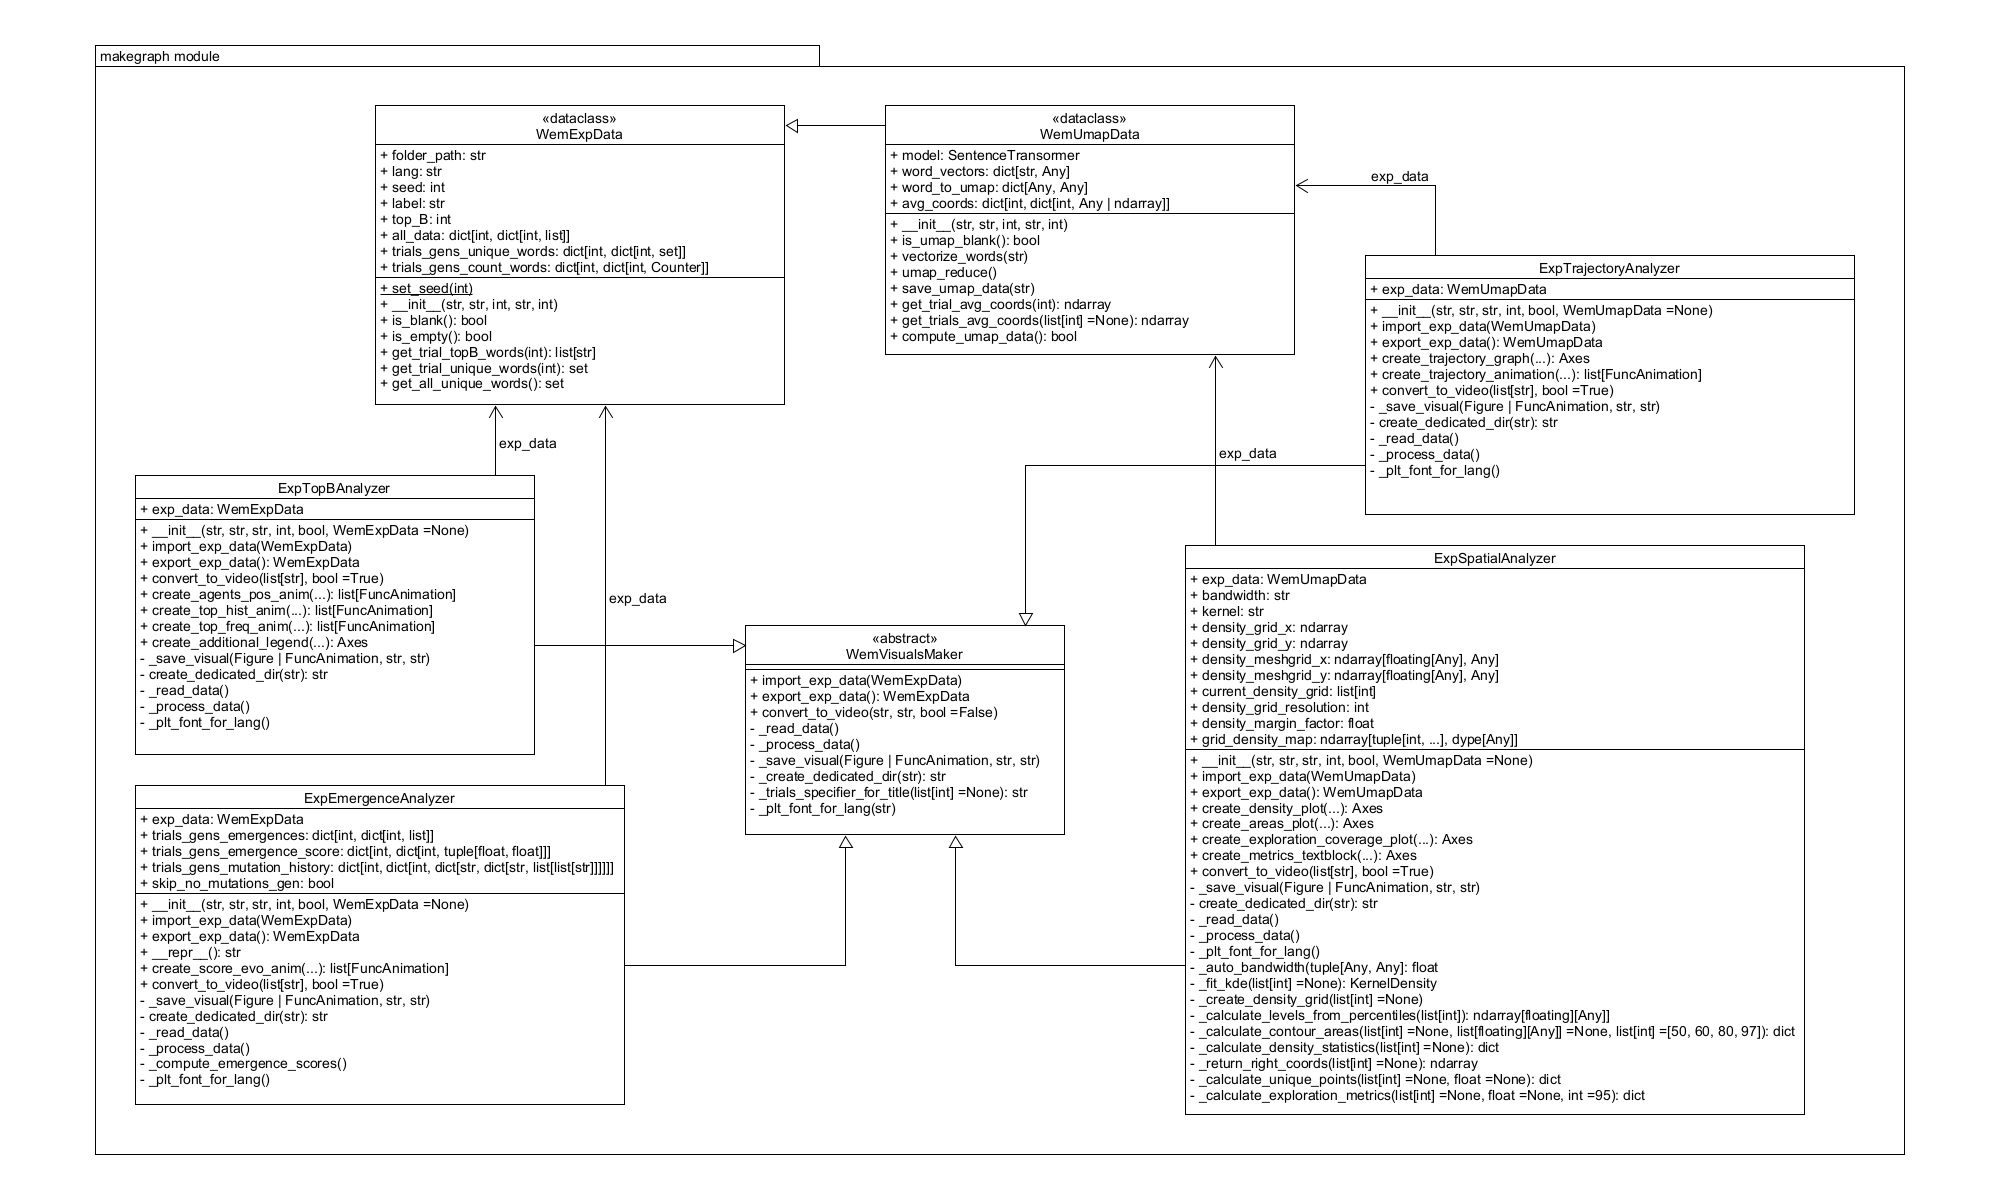 makegraph module
«dataclass»
WemExpData
+ folder_path: str
+ lang: str
+ seed: int
+ label: str
+ top_B: int
+ all_data: dict[int, dict[int, list]]
+ trials_gens_unique_words: dict[int, dict[int, set]]
+ trials_gens_count_words: dict[int, dict[int, Counter]]
+ set_seed(int)
+ __init__(str, str, int, str, int)
+ is_blank(): bool
+ is_empty(): bool
+ get_trial_topB_words(int): list[str]
+ get_trial_unique_words(int): set
+ get_all_unique_words(): set
«dataclass»
WemUmapData
+ model: SentenceTransormer
+ word_vectors: dict[str, Any]
+ word_to_umap: dict[Any, Any]
+ avg_coords: dict[int, dict[int, Any | ndarray]]
+ __init__(str, str, int, str, int)
+ is_umap_blank(): bool
+ vectorize_words(str)
+ umap_reduce()
+ save_umap_data(str)
+ get_trial_avg_coords(int): ndarray
+ get_trials_avg_coords(list[int] =None): ndarray
+ compute_umap_data(): bool
exp_data
ExpTrajectoryAnalyzer
+ exp_data: WemUmapData
+ __init__(str, str, str, int, bool, WemUmapData =None)
+ import_exp_data(WemUmapData)
+ export_exp_data(): WemUmapData
+ create_trajectory_graph(...): Axes
+ create_trajectory_animation(...): list[FuncAnimation]
+ convert_to_video(list[str], bool =True)
- _save_visual(Figure | FuncAnimation, str, str)
- create_dedicated_dir(str): str
- _read_data()
- _process_data()
- _plt_font_for_lang()
exp_data
exp_data
ExpTopBAnalyzer
+ exp_data: WemExpData
+ __init__(str, str, str, int, bool, WemExpData =None)
+ import_exp_data(WemExpData)
+ export_exp_data(): WemExpData
+ convert_to_video(list[str], bool =True)
+ create_agents_pos_anim(...): list[FuncAnimation]
+ create_top_hist_anim(...): list[FuncAnimation]
+ create_top_freq_anim(...): list[FuncAnimation]
+ create_additional_legend(...): Axes
- _save_visual(Figure | FuncAnimation, str, str)
- create_dedicated_dir(str): str
- _read_data()
- _process_data()
- _plt_font_for_lang()
exp_data
«abstract»
WemVisualsMaker
+ import_exp_data(WemExpData)
+ export_exp_data(): WemExpData
+ convert_to_video(str, str, bool =False)
- _read_data()
- _process_data()
- _save_visual(Figure | FuncAnimation, str, str)
- _create_dedicated_dir(str): str
- _trials_specifier_for_title(list[int] =None): str
- _plt_font_for_lang(str)
ExpSpatialAnalyzer
+ exp_data: WemUmapData
+ bandwidth: str
+ kernel: str
+ density_grid_x: ndarray
+ density_grid_y: ndarray
+ density_meshgrid_x: ndarray[floating[Any], Any]
+ density_meshgrid_y: ndarray[floating[Any], Any]
+ current_density_grid: list[int]
+ density_grid_resolution: int
+ density_margin_factor: float
+ grid_density_map: ndarray[tuple[int, ...], dype[Any]]
+ __init__(str, str, str, int, bool, WemUmapData =None)
+ import_exp_data(WemUmapData)
+ export_exp_data(): WemUmapData
+ create_density_plot(...): Axes
+ create_areas_plot(...): Axes
+ create_exploration_coverage_plot(...): Axes
+ create_metrics_textblock(...): Axes
+ convert_to_video(list[str], bool =True)
- _save_visual(Figure | FuncAnimation, str, str)
- create_dedicated_dir(str): str
- _read_data()
- _process_data()
- _plt_font_for_lang()
- _auto_bandwidth(tuple[Any, Any]: float
- _fit_kde(list[int] =None): KernelDensity
- _create_density_grid(list[int] =None)
- _calculate_levels_from_percentiles(list[int]): ndarray[floating][Any]]
- _calculate_contour_areas(list[int] =None, list[floating][Any]] =None, list[int] =[50, 60, 80, 97]): dict
- _calculate_density_statistics(list[int] =None): dict
- _return_right_coords(list[int] =None): ndarray
- _calculate_unique_points(list[int] =None, float =None): dict
- _calculate_exploration_metrics(list[int] =None, float =None, int =95): dict
ExpEmergenceAnalyzer
+ exp_data: WemExpData
+ trials_gens_emergences: dict[int, dict[int, list]]
+ trials_gens_emergence_score: dict[int, dict[int, tuple[float, float]]]
+ trials_gens_mutation_history: dict[int, dict[int, dict[str, dict[str, list[list[str]]]]]]
+ skip_no_mutations_gen: bool
+ __init__(str, str, str, int, bool, WemExpData =None)
+ import_exp_data(WemExpData)
+ export_exp_data(): WemExpData
+ __repr__(): str
+ create_score_evo_anim(...): list[FuncAnimation]
+ convert_to_video(list[str], bool =True)
- _save_visual(Figure | FuncAnimation, str, str)
- create_dedicated_dir(str): str
- _read_data()
- _process_data()
- _compute_emergence_scores()
- _plt_font_for_lang()